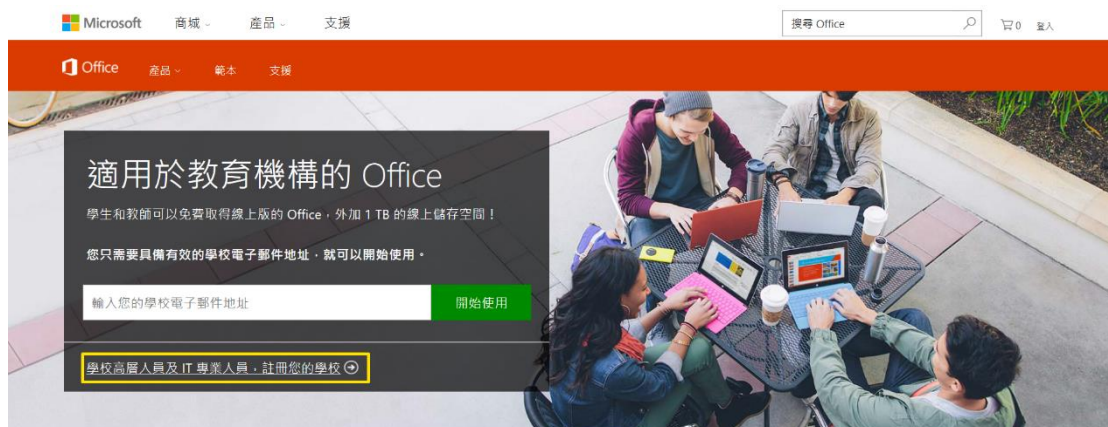 Microsoft 商城 產品 支援 搜尋 Office 0 登入
Office 產品 範本 支援
適用於教育機構的 Office
學生和教師可以免費取得線上版的 Office，外加 1 TB 的線上儲存空間！
您只需要具備有效的學校電子郵件地址，就可以開始使用。
輸入您的學校電子郵件地址 開始使用
學校高層人員及 IT 專業人員，註冊您的學校